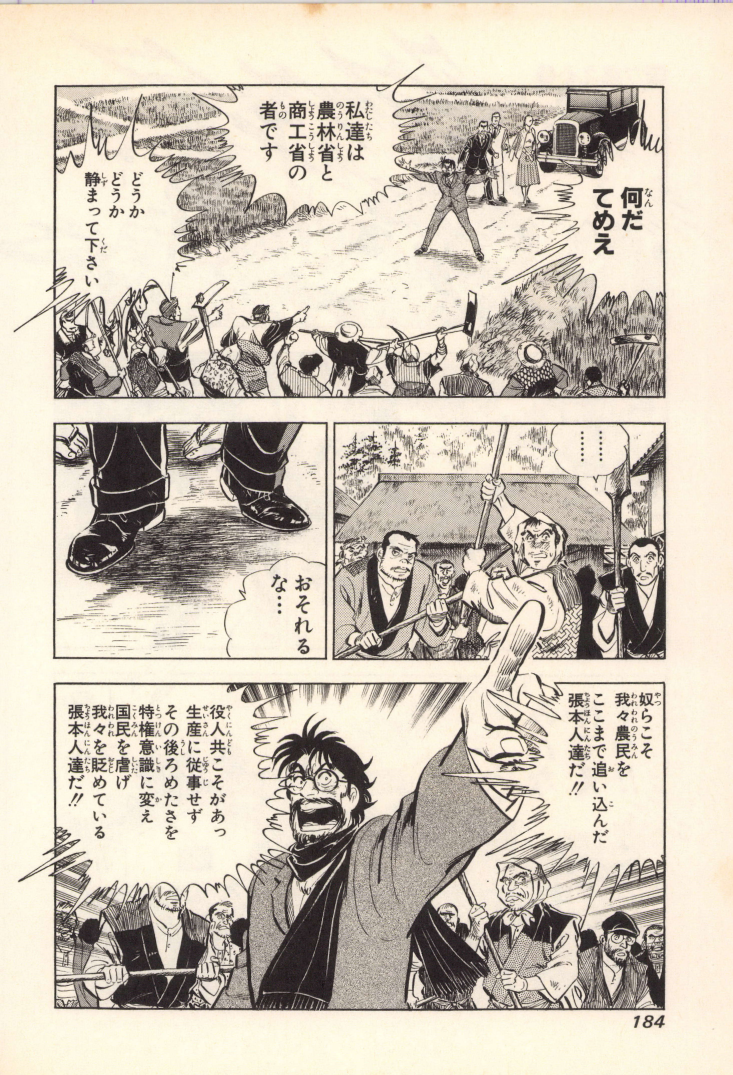 何だ
てめえ
私達は
農林省と
商工省の
者です
どうか
どうか
静まって下さい
………
………
おそれる
な…
奴らこそ
我々農民を
ここまで追い込んだ
張本人達だ!!
役人共こそがあっ
生産に従事せず
その後ろめたさを
特権意識に変え
国民を虐げ
我々を貶めている
張本人達だ!!
184